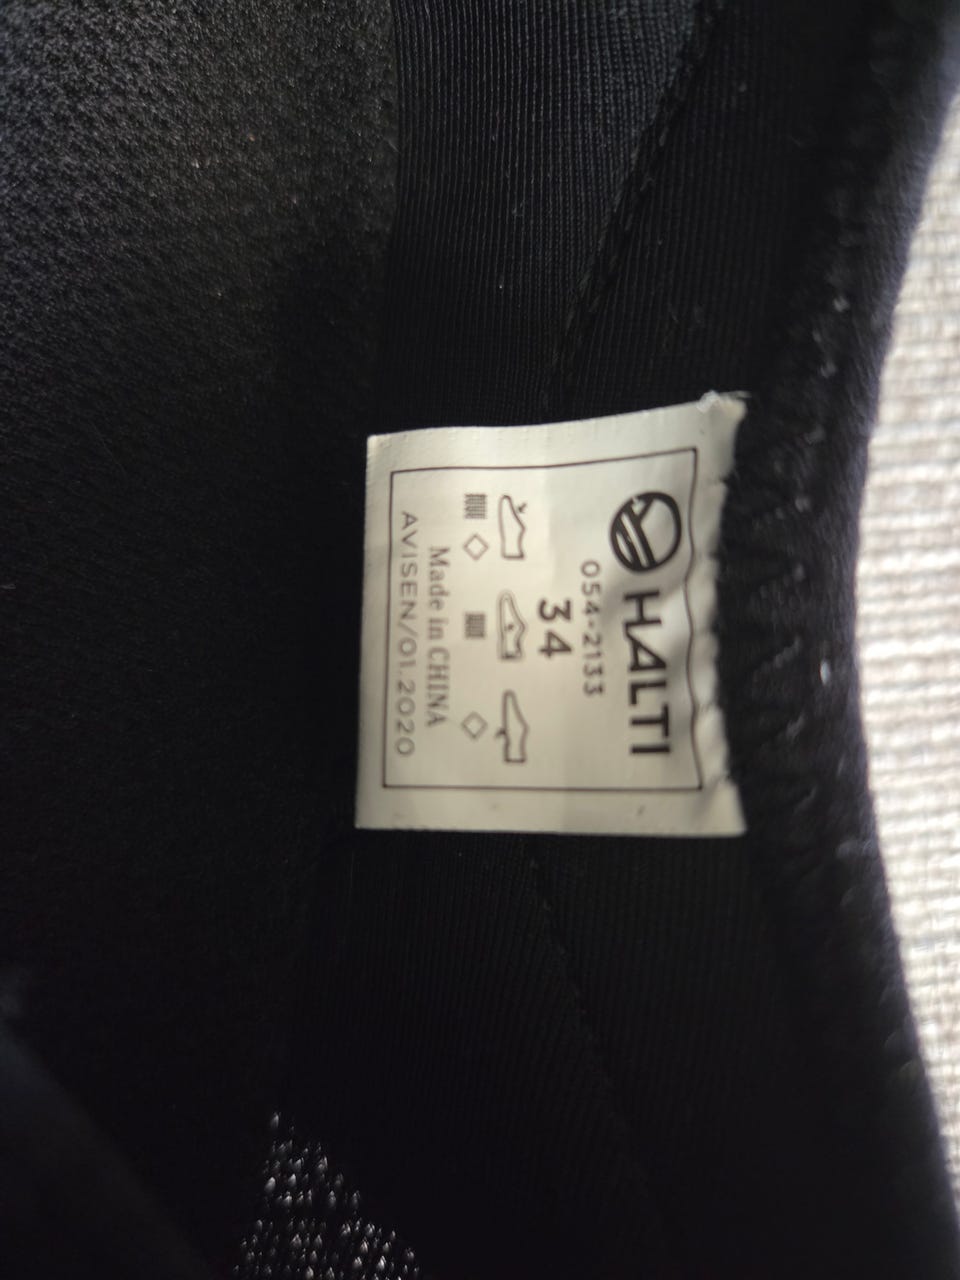 HALTI
054-2133
34
Made in CHINA
AVISEN/01.2020